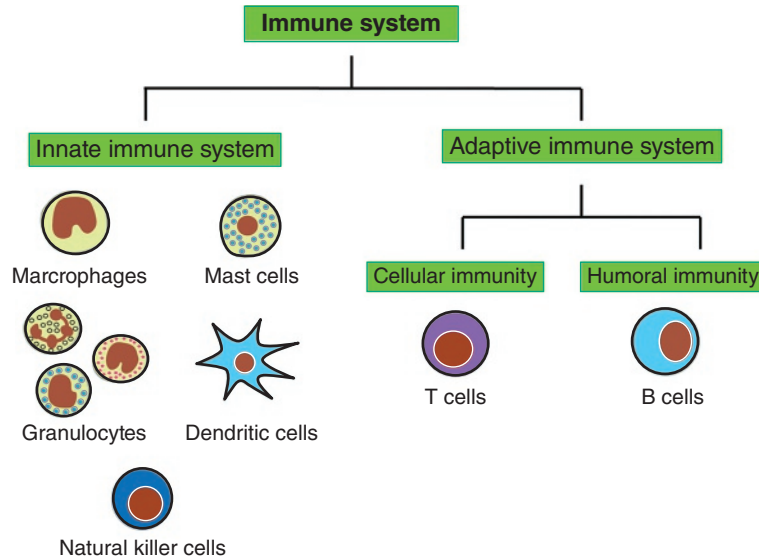 Immune system
Innate immune system
Adaptive immune system
Marcrophages
Mast cells
Cellular immunity
Humoral immunity
T cells
B cells
Granulocytes
Dendritic cells
Natural killer cells